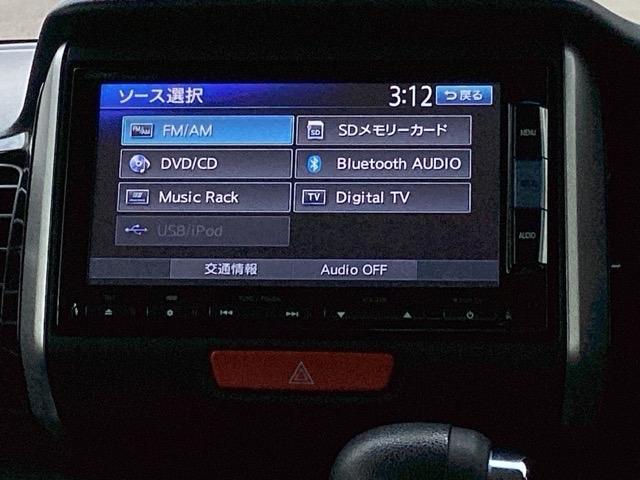 ソース選択 3:12 戻る
FM/AM SD SDメモリーカード
DVD/CD Bluetooth AUDIO
Music Rack TV Digital TV
USB/iPod
交通情報 Audio OFF
MENU
AUDIO